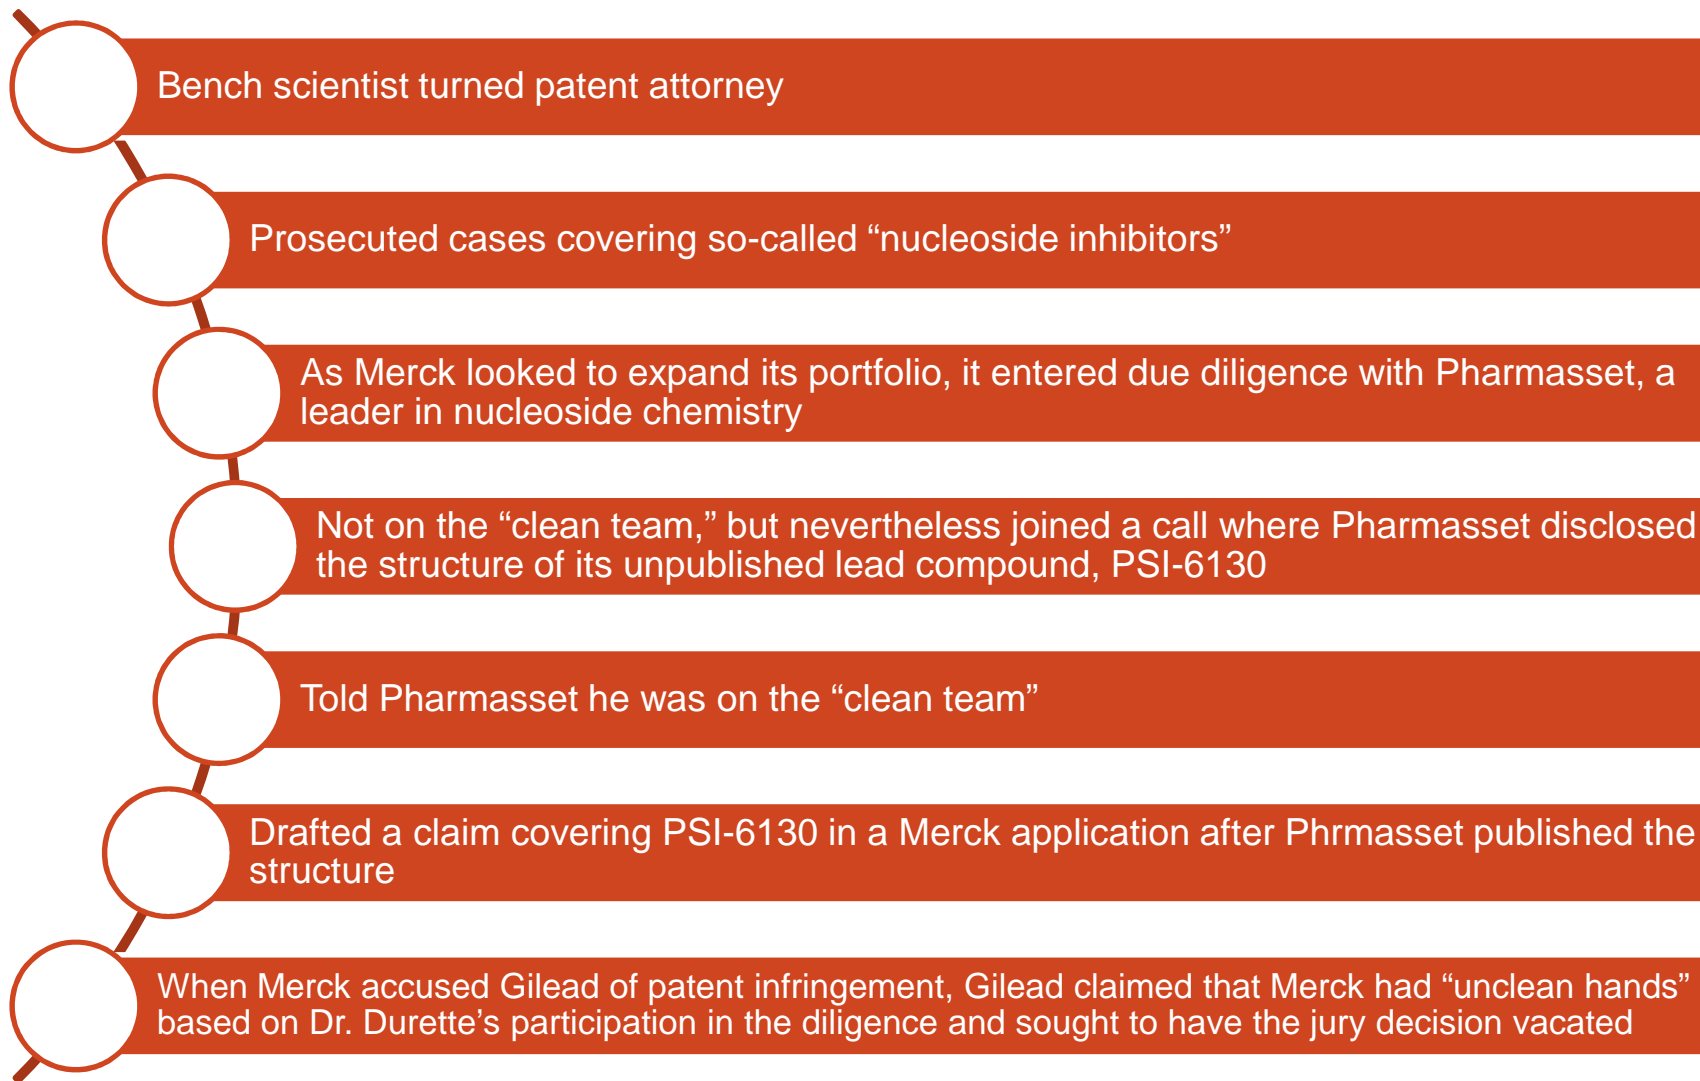 Bench scientist turned patent attorney
Prosecuted cases covering so-called “nucleoside inhibitors”
As Merck looked to expand its portfolio, it entered due diligence with Pharmasset, a
leader in nucleoside chemistry
Not on the “clean team,” but nevertheless joined a call where Pharmasset disclosed
the structure of its unpublished lead compound, PSI-6130
Told Pharmasset he was on the “clean team”
Drafted a claim covering PSI-6130 in a Merck application after Phrmasset published the
structure
When Merck accused Gilead of patent infringement, Gilead claimed that Merck had “unclean hands”
based on Dr. Durette’s participation in the diligence and sought to have the jury decision vacated